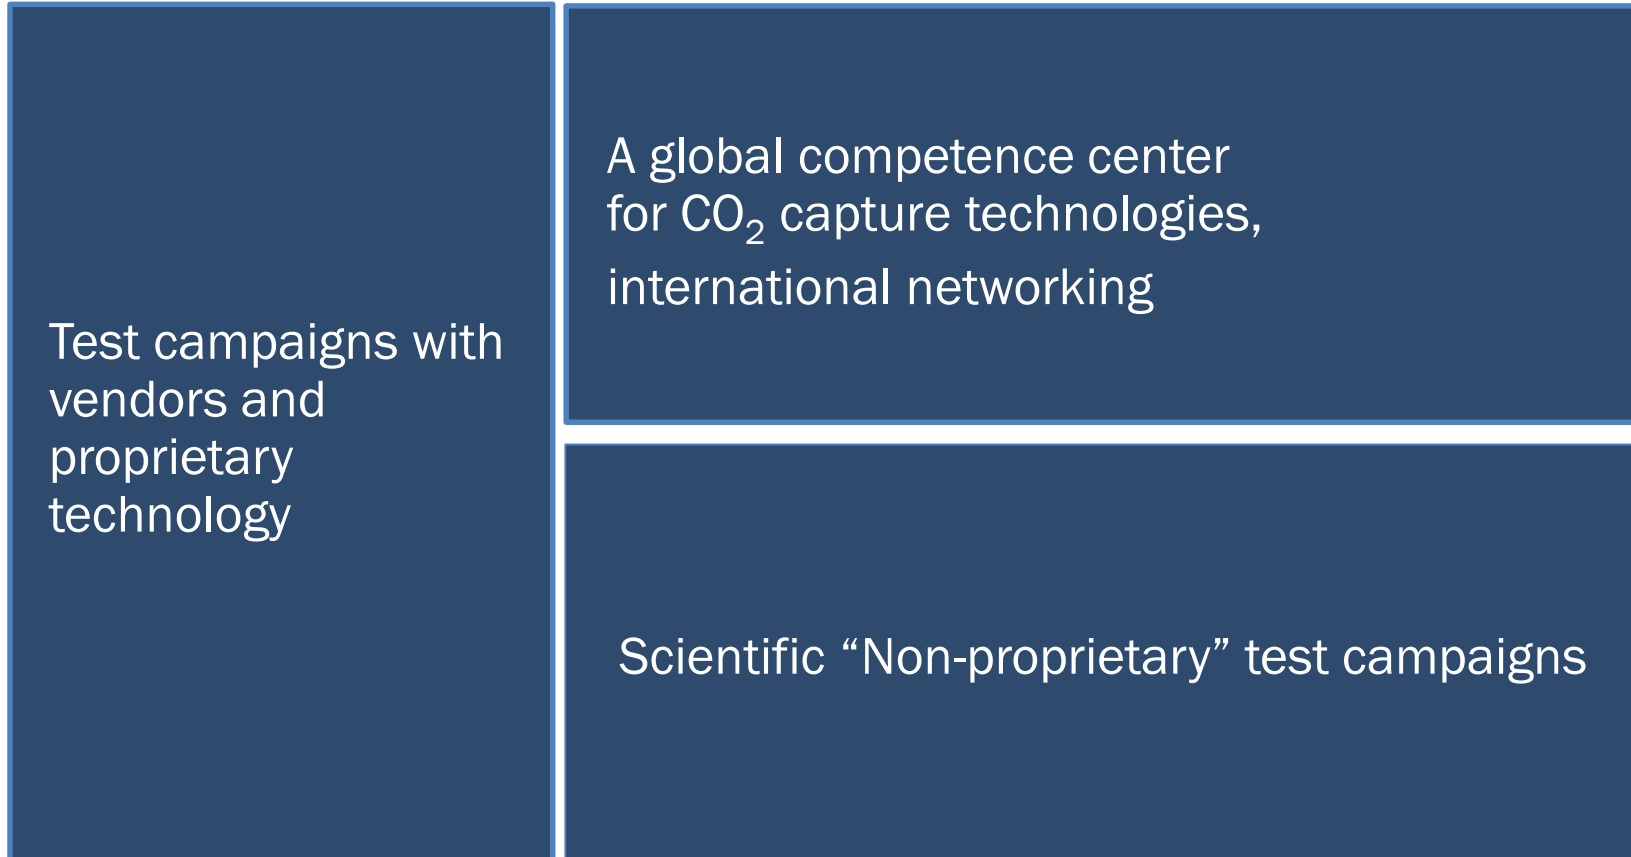 Test campaigns with
vendors and
proprietary
technology
A global competence center
for CO₂ capture technologies,
international networking
Scientific “Non-proprietary” test campaigns